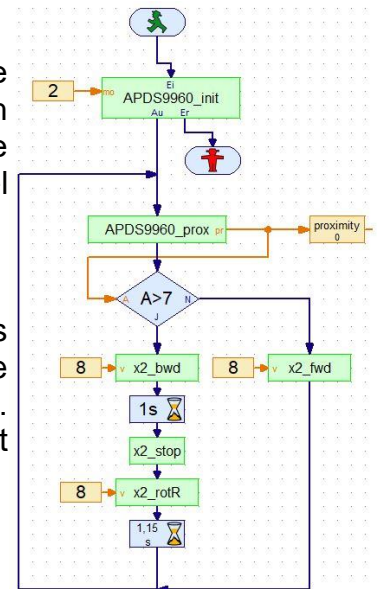 e
n
e
l
s
e
.
t
Ei
2
mo
APDS9960_init
Au Er
APDS9960_prox pr
proximity
0
A
A>7
N
J
8
v x2_bwd
8
v x2_fwd
1s
x2_stop
8
v x2_rotR
1,15
s